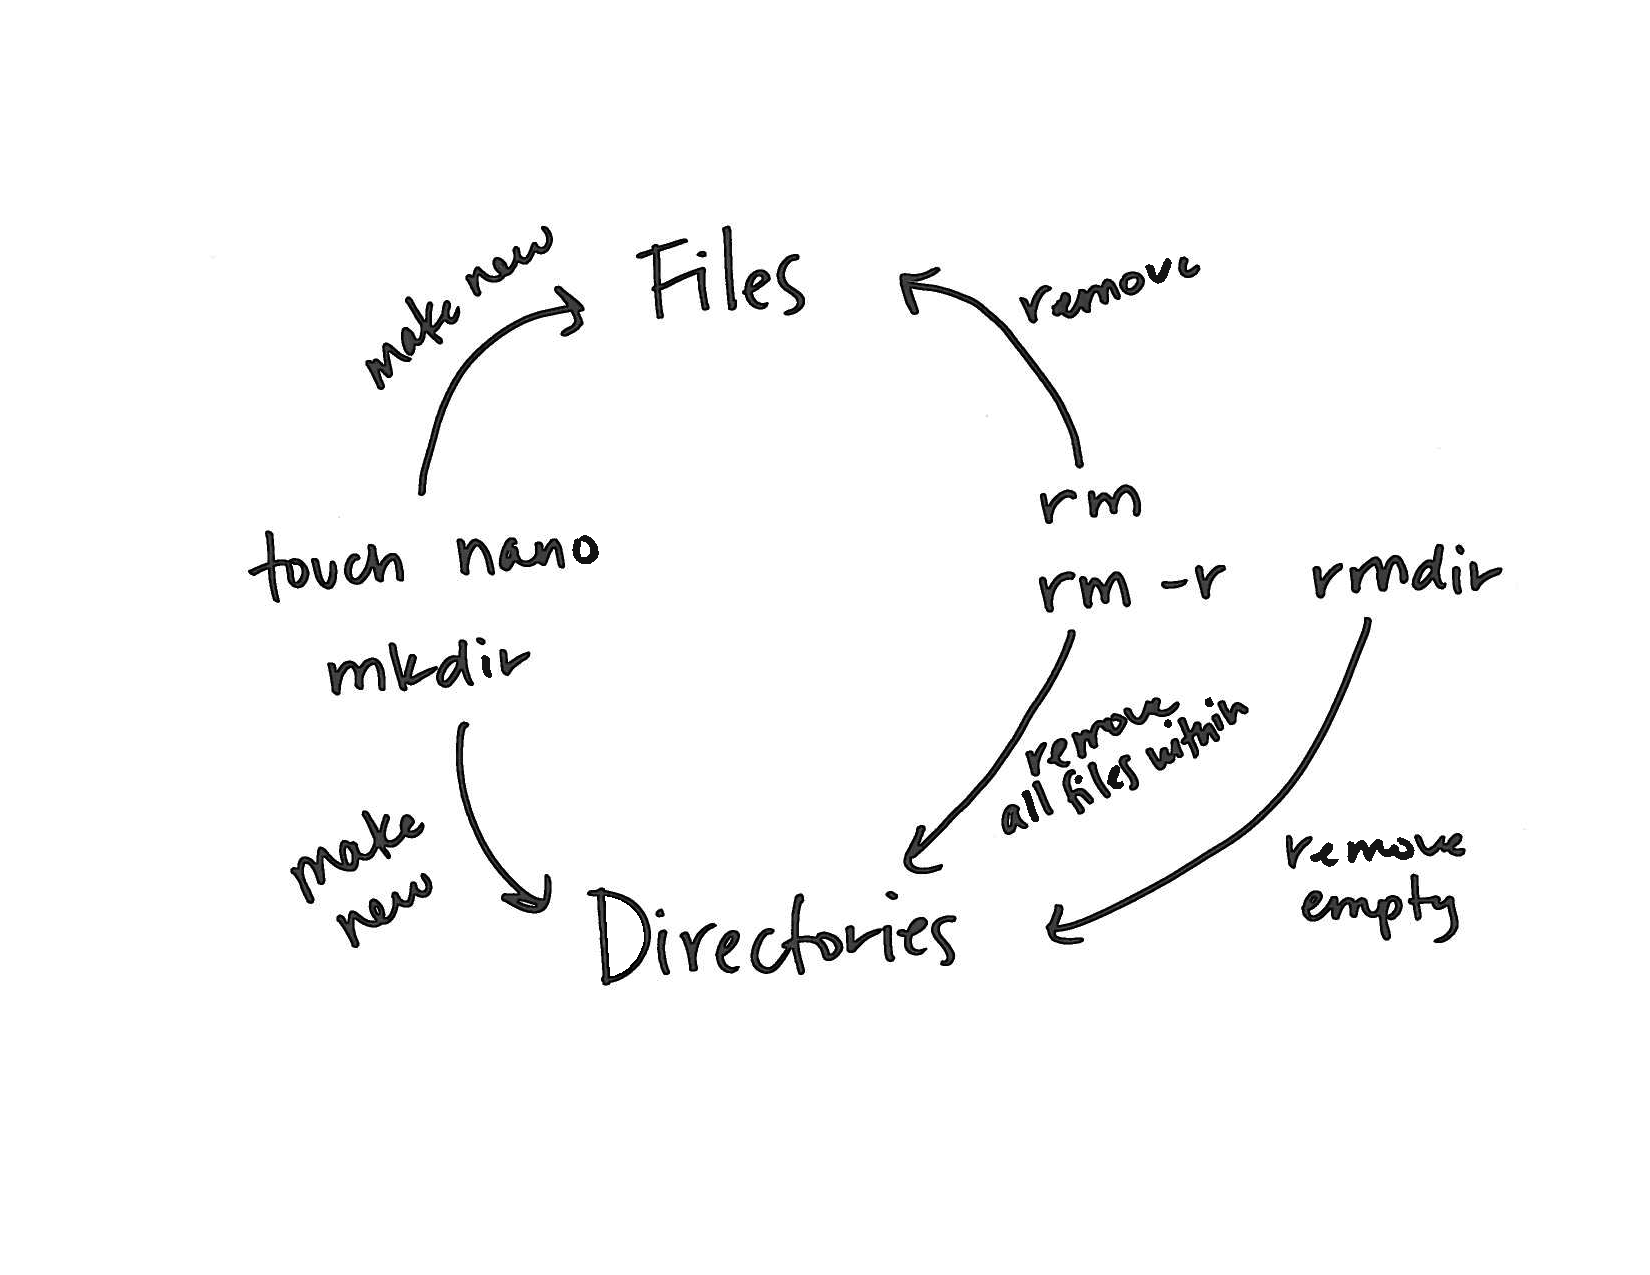 make new
Files
remove
touch nano
mkdir
rm
rm -r
rmdir
remove
all files within
make
new
Directories
remove
empty